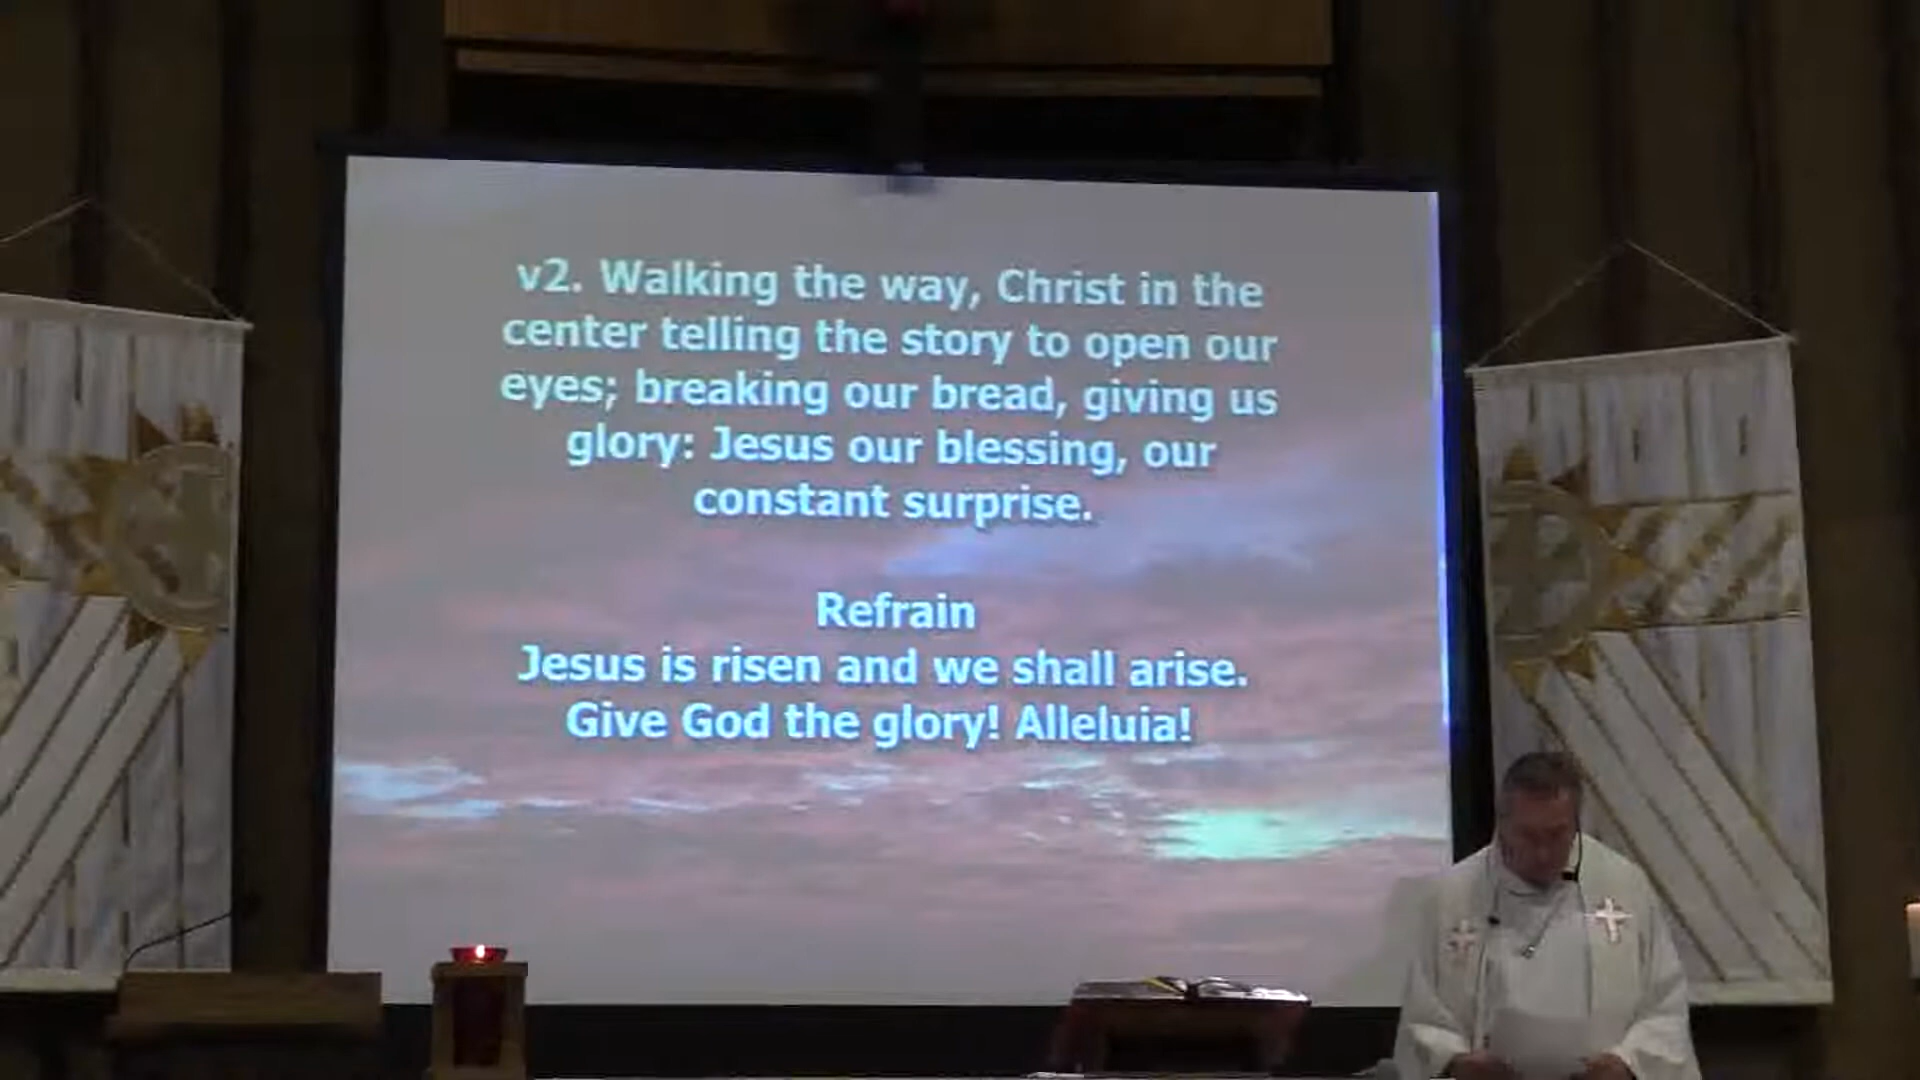 v2. Walking the way, Christ in the
center telling the story to open our
eyes; breaking our bread, giving us
glory: Jesus our blessing, our
constant surprise.
Refrain
Jesus is risen and we shall arise.
Give God the glory! Alleluia!